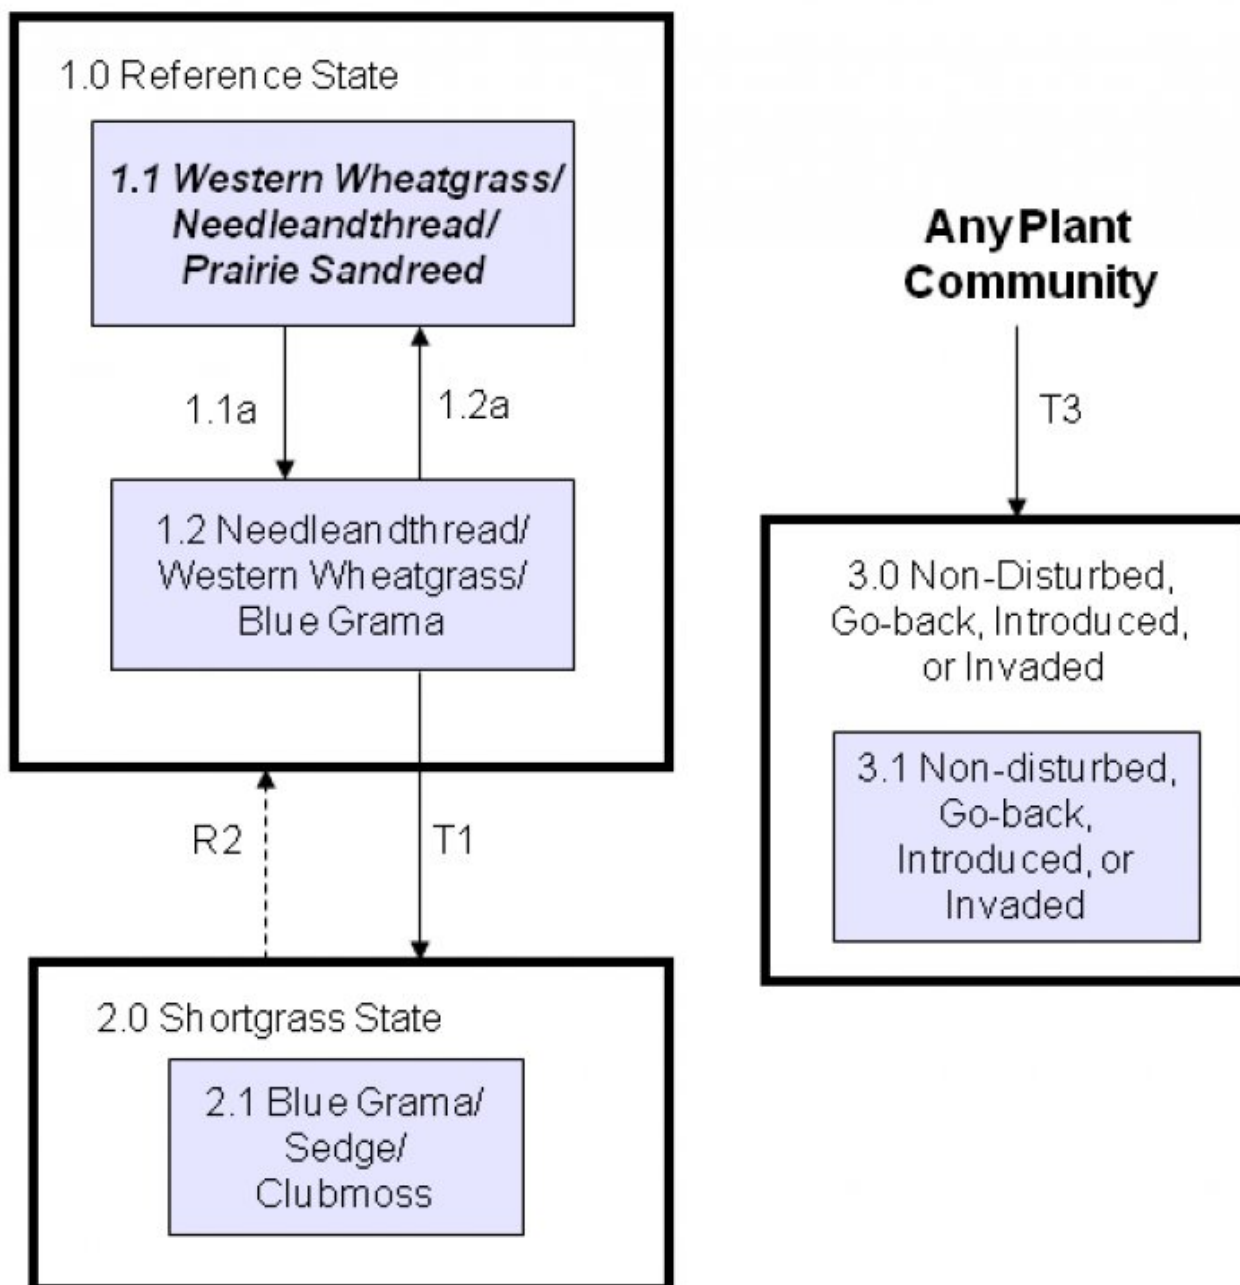 1.0 Reference State
1.1 Western Wheatgrass/
Needleandthread/
Prairie Sandreed
1.1a
1.2a
1.2 Needleandthread/
Western Wheatgrass/
Blue Grama
R2
T1
2.0 Shortgrass State
2.1 Blue Grama/
Sedge/
Clubmoss
Any Plant
Community
T3
3.0 Non-Disturbed,
Go-back, Introduced,
or Invaded
3.1 Non-disturbed,
Go-back,
Introduced, or
Invaded